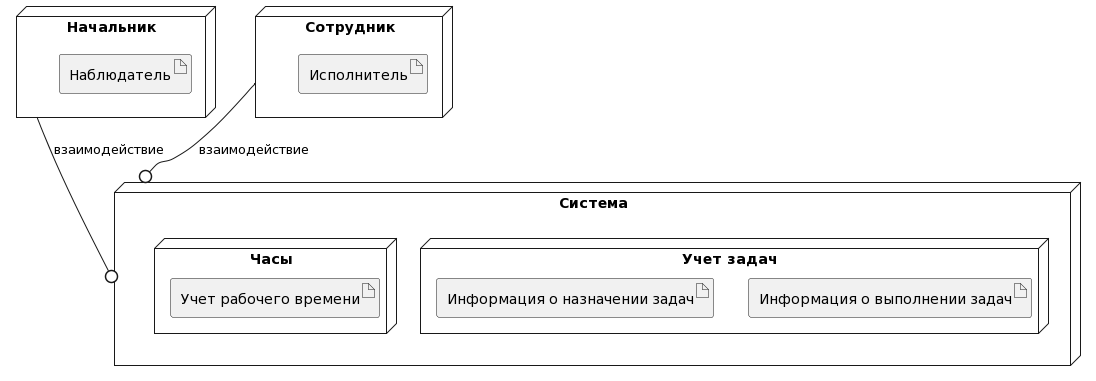 Начальник
Наблюдатель
Сотрудник
Исполнитель
взаимодействие
взаимодействие
Система
Часы
Учет рабочего времени
Учет задач
Информация о назначении задач
Информация о выполнении задач